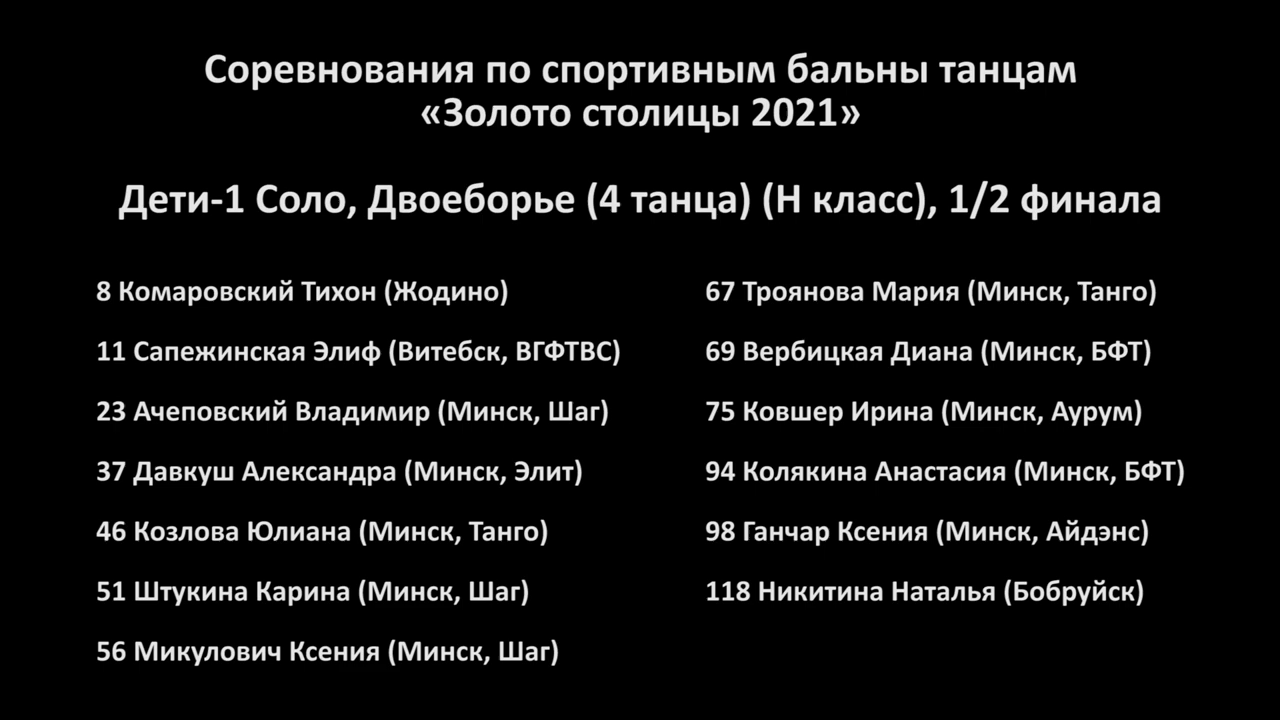 Соревнования по спортивным бальны танцам
«Золото столицы 2021»
Дети-1 Соло, Двоеборье (4 танца) (Н класс), 1/2 финала
8 Комаровский Тихон (Жодино)
11 Сапежинская Элиф (Витебск, ВГФТВС)
23 Ачеповский Владимир (Минск, Шаг)
37 Давкуш Александра (Минск, Элит)
46 Козлова Юлиана (Минск, Танго)
51 Штукина Карина (Минск, Шаг)
56 Микулович Ксения (Минск, Шаг)
67 Троянова Мария (Минск, Танго)
69 Вербицкая Диана (Минск, БФТ)
75 Ковшер Ирина (Минск, Аурум)
94 Колякина Анастасия (Минск, БФТ)
98 Ганчар Ксения (Минск, Айдэнс)
118 Никитина Наталья (Бобруйск)